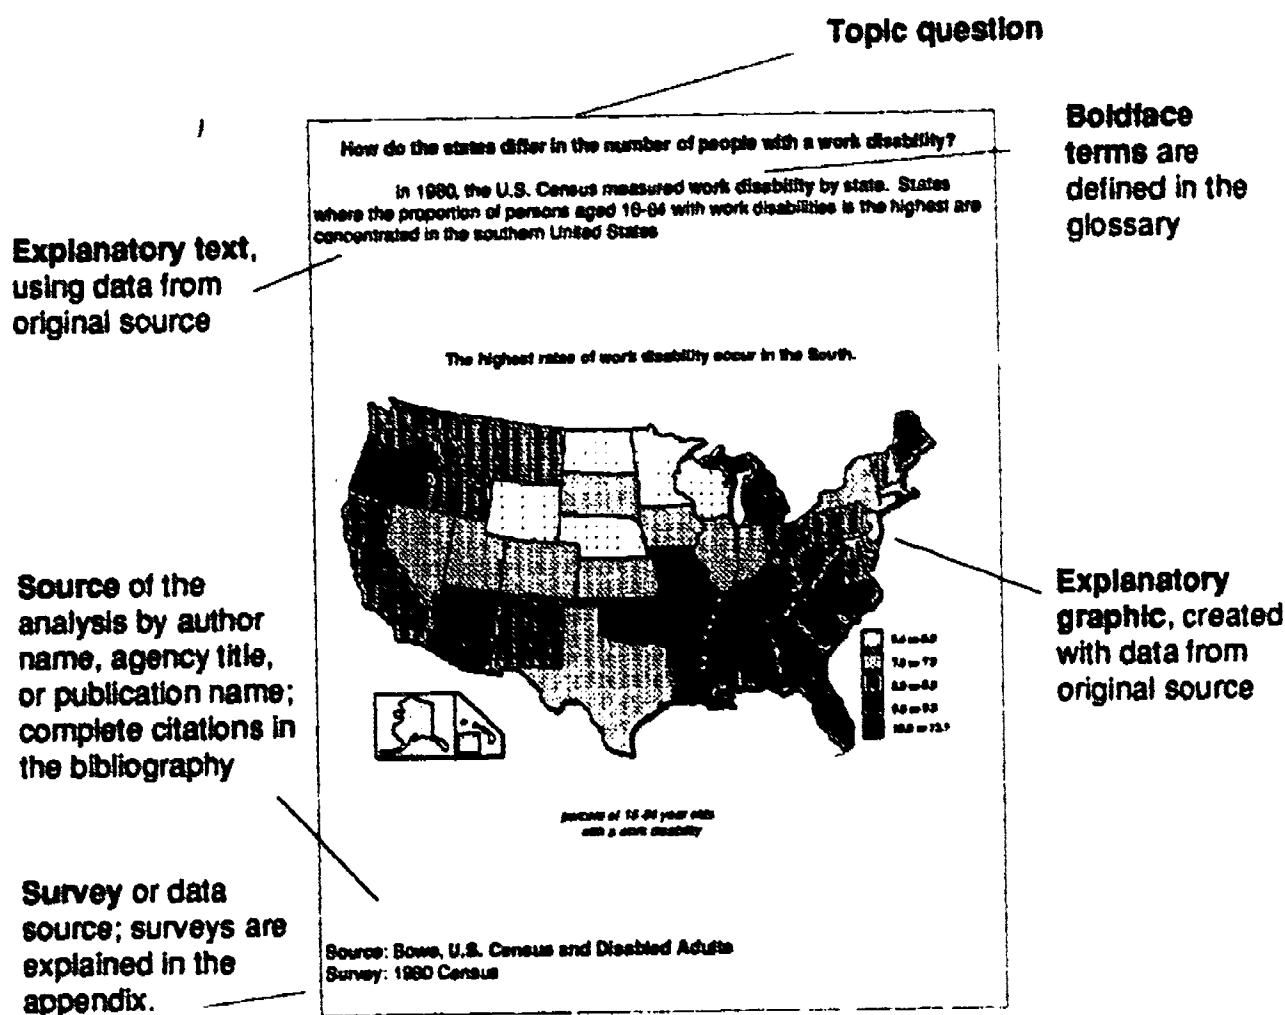 Topic question
Boldface
terms are
defined in the
glossary
How do the states differ in the number of people with a work disability?
In 1980, the U.S. Census measured work disability by state. States
where the proportion of persons aged 16-64 with work disabilities is the highest are
concentrated in the southern United States
Explanatory text,
using data from
original source
The highest rates of work disability occur in the South.
Source of the
analysis by author
name, agency title,
or publication name;
complete citations in
the bibliography
Explanatory
graphic, created
with data from
original source
percent of 16-64 year olds
with a work disability
Survey or data
source; surveys are
explained in the
appendix.
Source: Bowe, U.S. Census and Disabled Adults
Survey: 1980 Census